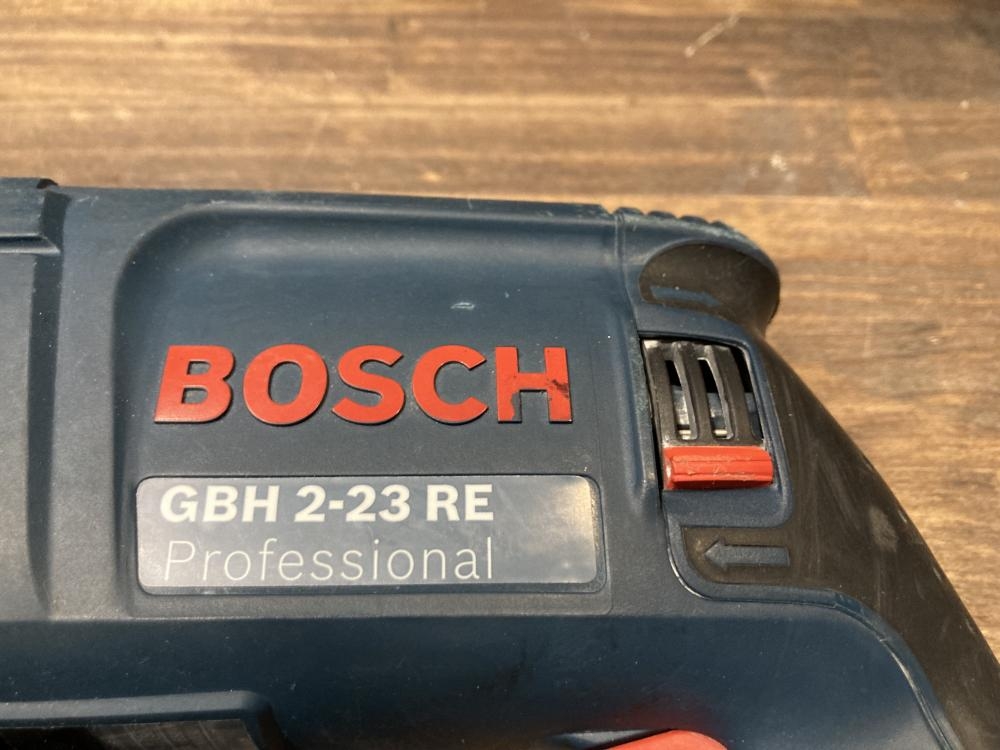 BOSCH
GBH 2-23 RE
Professional